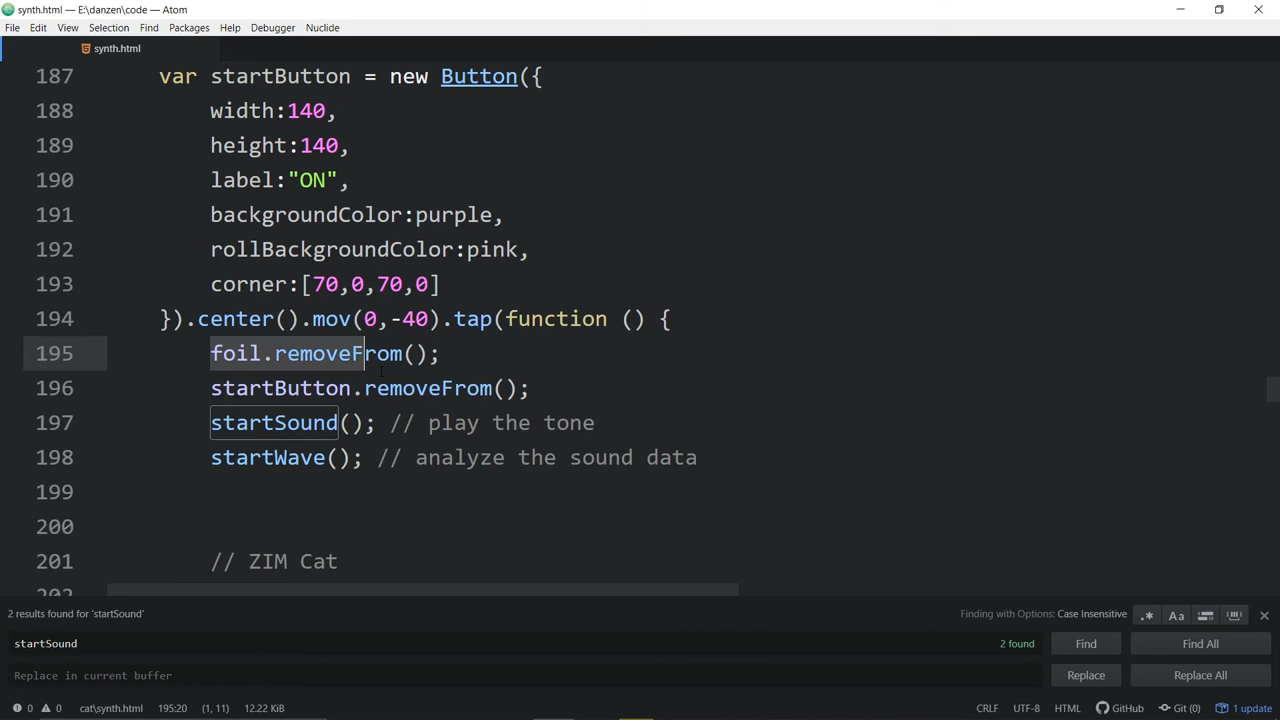 synth.html — E:\danzen\code — Atom
File Edit View Selection Find Packages Help Debugger Nuclide
synth.html
187 var startButton = new Button({
188 width:140,
189 height:140,
190 label:"ON",
191 backgroundColor:purple,
192 rollBackgroundColor:pink,
193 corner:[70,0,70,0]
194 }).center().mov(0,-40).tap(function () {
195 foil.removeFrom();
196 startButton.removeFrom();
197 startSound(); // play the tone
198 startWave(); // analyze the sound data
199
200
201 // ZIM Cat
2 results found for 'startSound' Finding with Options: Case Insensitive .* Aa
startSound 2 found Find Find All
Replace in current buffer Replace Replace All
0 0 cat\synth.html 195:20 (1, 11) 12.22 KiB CRLF UTF-8 HTML GitHub Git (0) 1 update